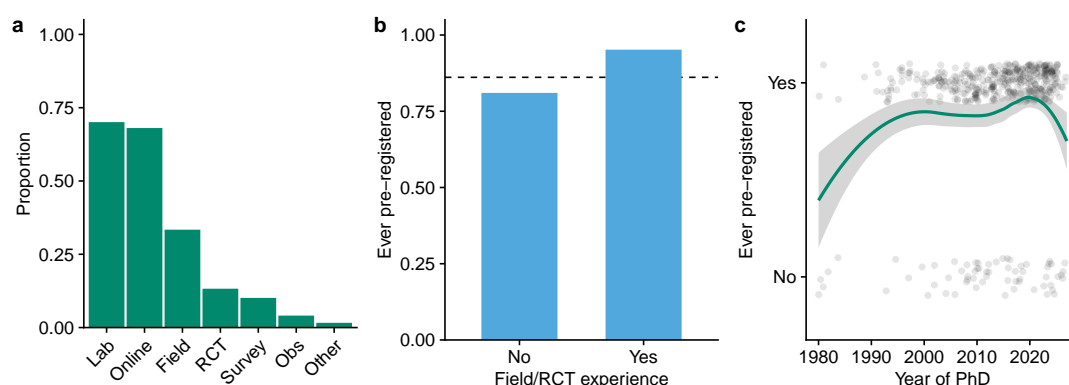 a
1.00
0.75
0.50
0.25
0.00
Proportion
Lab
Online
Field
RCT
Survey
Obs
Other
b
1.00
0.75
0.50
0.25
0.00
Ever pre−registered
No
Yes
Field/RCT experience
c
Yes
No
Ever pre−registered
1980
1990
2000
2010
2020
Year of PhD